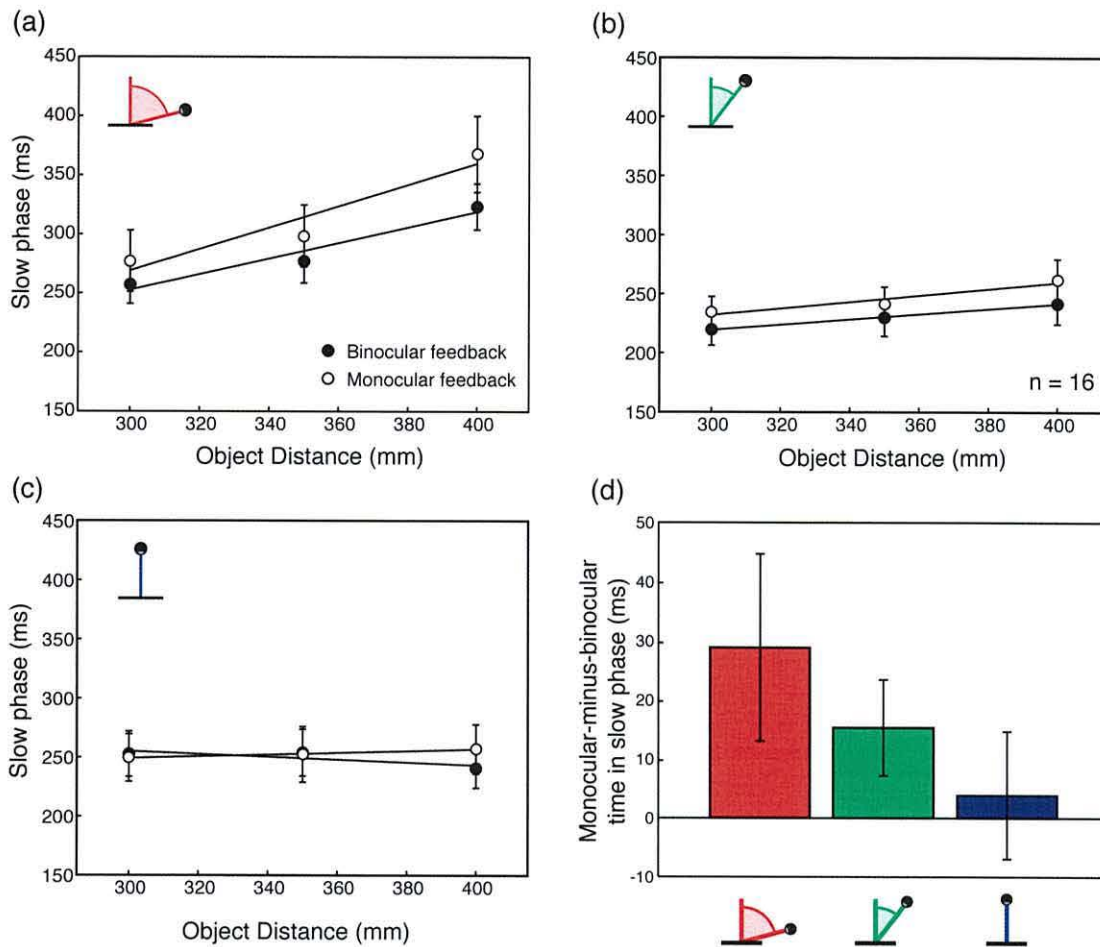 (a)
450
400
350
300
250
200
150
Slow phase (ms)
Binocular feedback
Monocular feedback
300 320 340 360 380 400
Object Distance (mm)
(b)
450
400
350
300
250
200
150
n = 16
300 320 340 360 380 400
Object Distance (mm)
(c)
450
400
350
300
250
200
150
Slow phase (ms)
300 320 340 360 380 400
Object Distance (mm)
(d)
50
40
30
20
10
0
-10
Monocular-minus-binocular
time in slow phase (ms)